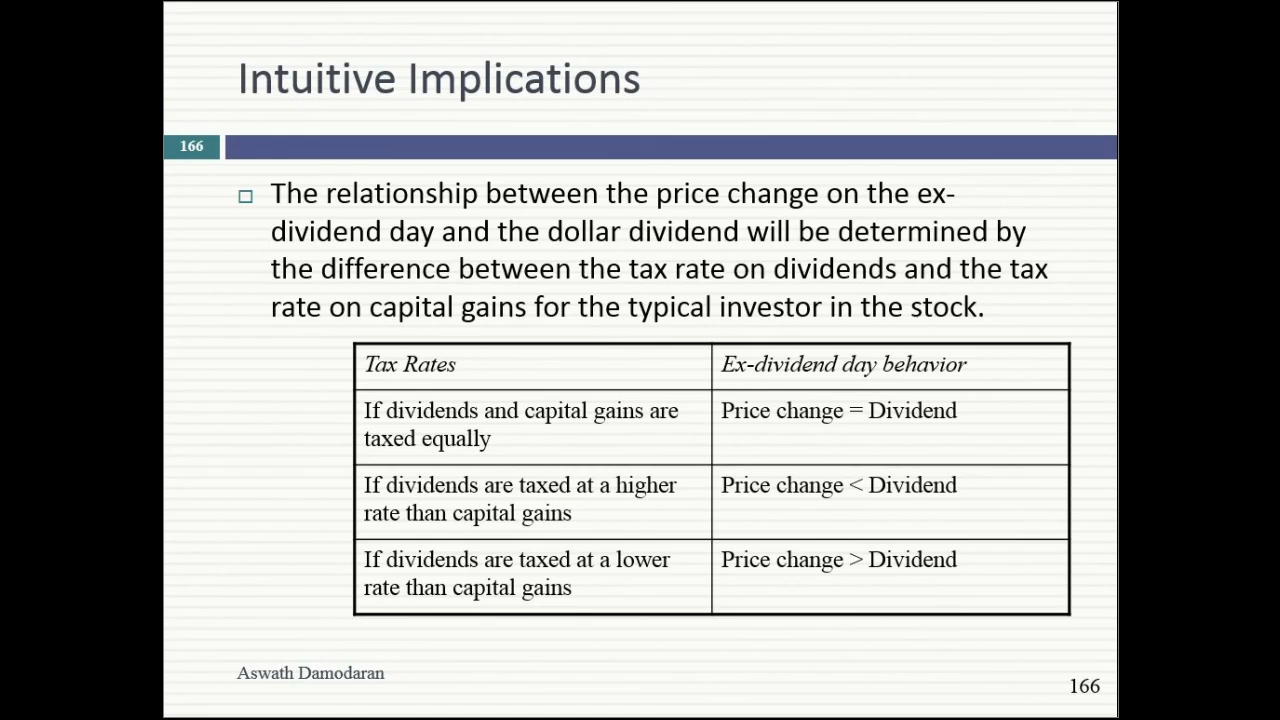 Intuitive Implications
166
The relationship between the price change on the ex-
dividend day and the dollar dividend will be determined by
the difference between the tax rate on dividends and the tax
rate on capital gains for the typical investor in the stock.
Tax Rates
Ex-dividend day behavior
If dividends and capital gains are
taxed equally
Price change = Dividend
If dividends are taxed at a higher
rate than capital gains
Price change < Dividend
If dividends are taxed at a lower
rate than capital gains
Price change > Dividend
Aswath Damodaran
166